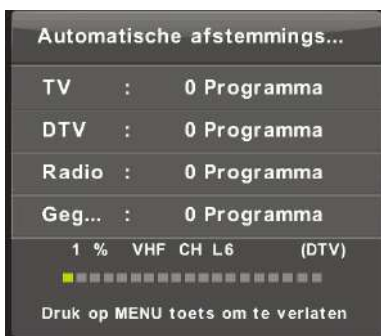 Automatische afstemmings...
TV : 0 Programma
DTV : 0 Programma
Radio : 0 Programma
Geg... : 0 Programma
1 % VHF CH L6 (DTV)
Druk op MENU toets om te verlaten